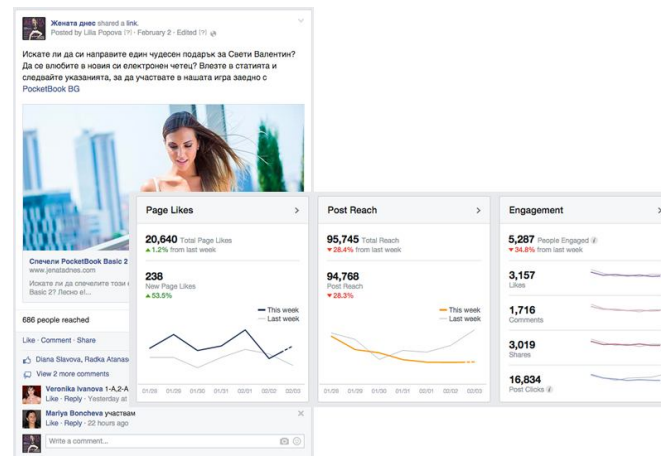 Жената днес shared a link.
Posted by Lilia Popova [?] · February 2 · Edited [?]
Искате ли да си направите един чудесен подарък за Свети Валентин?
Да се влюбите в новия си електронен четец? Влезте в статията и
следвайте указанията, за да участвате в нашата игра заедно с
PocketBook BG
Спечели PocketBook Basic 2
www.jenatadnes.com
Искате ли да спечелите този
Basic 2? Лесно е!...
686 people reached
Like · Comment · Share
Diana Slavova, Radka Atanas
View 2 more comments
Veronika Ivanova 1-А,2-А
Like · Reply · Yesterday at
Mariya Boncheva участвам
Like · Reply · 22 hours ago
Write a comment...
Page Likes
20,640 Total Page Likes
1.2% from last week
238
New Page Likes
53.5%
This week
Last week
01/28 01/29 01/30 01/31 02/01 02/02 02/03
Post Reach
95,745 Total Reach
28.4% from last week
94,768
Post Reach
28.3%
This week
Last week
01/28 01/29 01/30 01/31 02/01 02/02 02/03
Engagement
5,287 People Engaged
34.8% from last week
3,157
Likes
1,716
Comments
3,019
Shares
16,834
Post Clicks